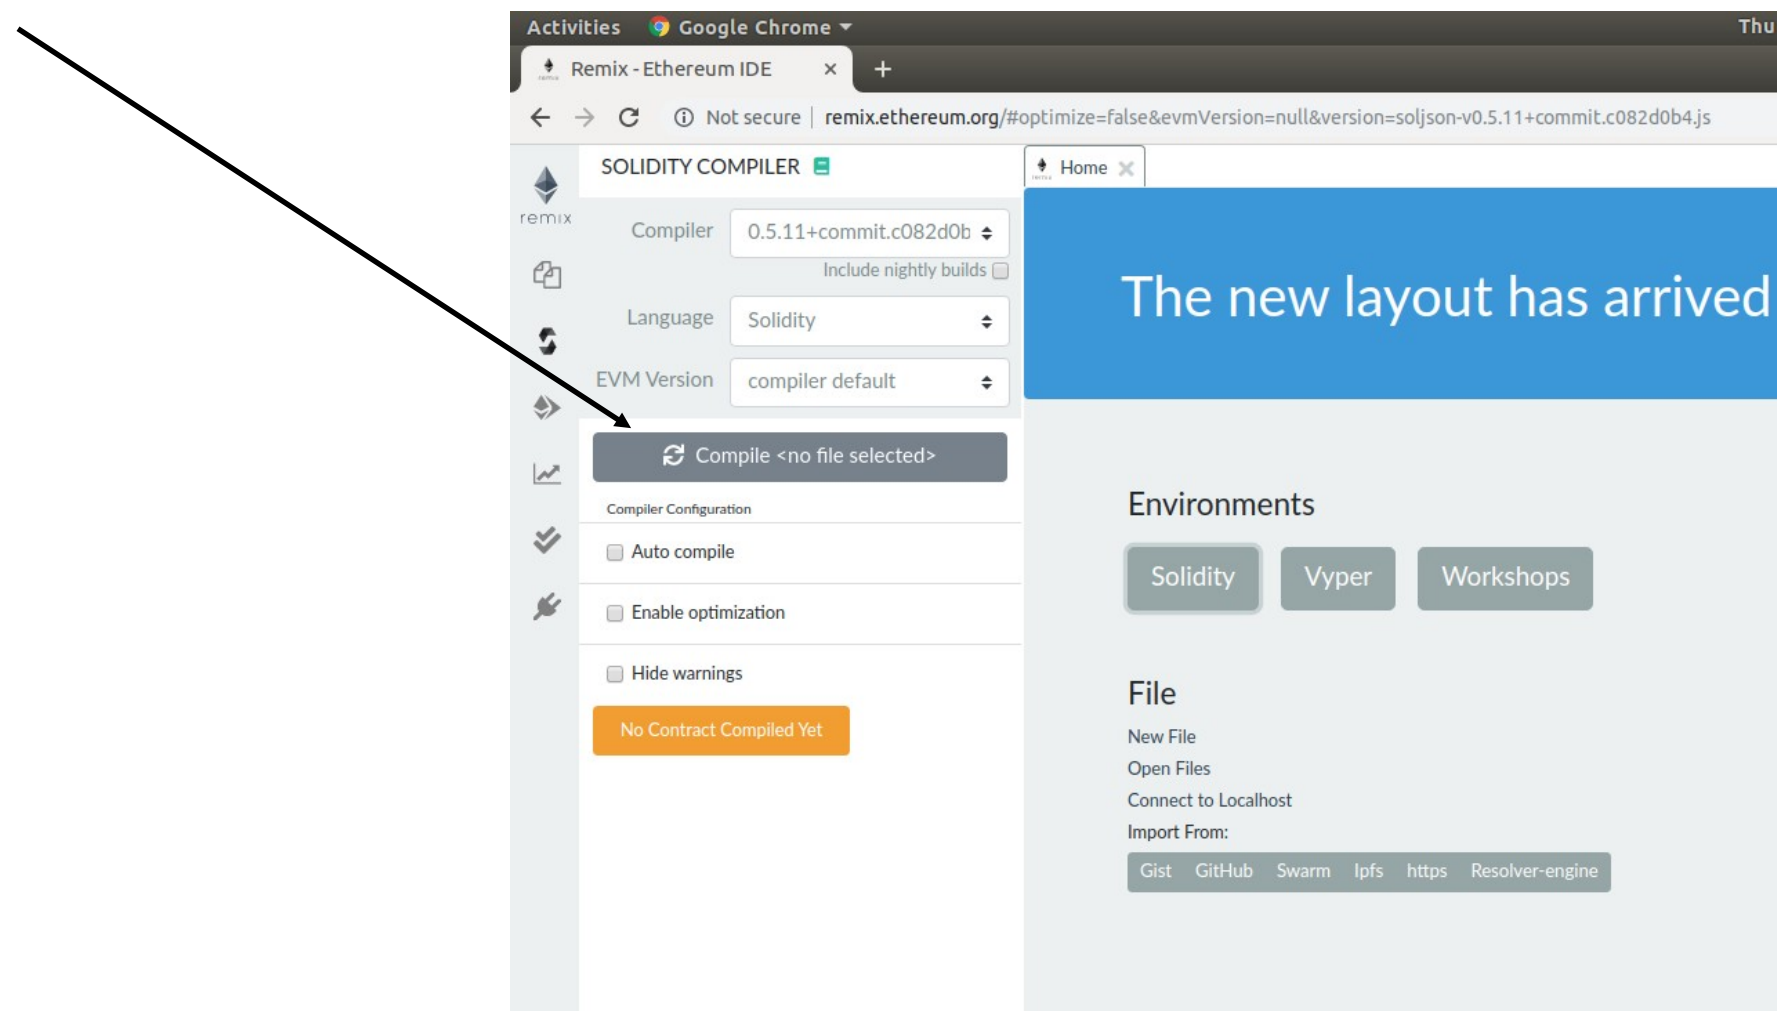 Activities Google Chrome Thu
Remix - Ethereum IDE × +
Not secure | remix.ethereum.org/#optimize=false&evmVersion=null&version=soljson-v0.5.11+commit.c082d0b4.js
remix
SOLIDITY COMPILER
Compiler 0.5.11+commit.c082d0b
Include nightly builds
Language Solidity
EVM Version compiler default
Compile <no file selected>
Compiler Configuration
Auto compile
Enable optimization
Hide warnings
No Contract Compiled Yet
Home
The new layout has arrived
Environments
Solidity Vyper Workshops
File
New File
Open Files
Connect to Localhost
Import From:
Gist GitHub Swarm Ipfs https Resolver-engine